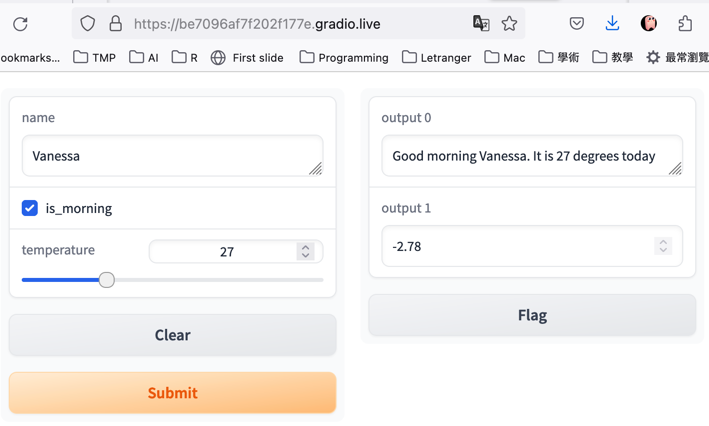 https://be7096af7f202f177e.gradio.live
ookmarks... TMP AI R First slide Programming Letranger Mac 學術 教學 最常瀏覽
name
Vanessa
is_morning
temperature 27
Clear
Submit
output 0
Good morning Vanessa. It is 27 degrees today
output 1
-2.78
Flag